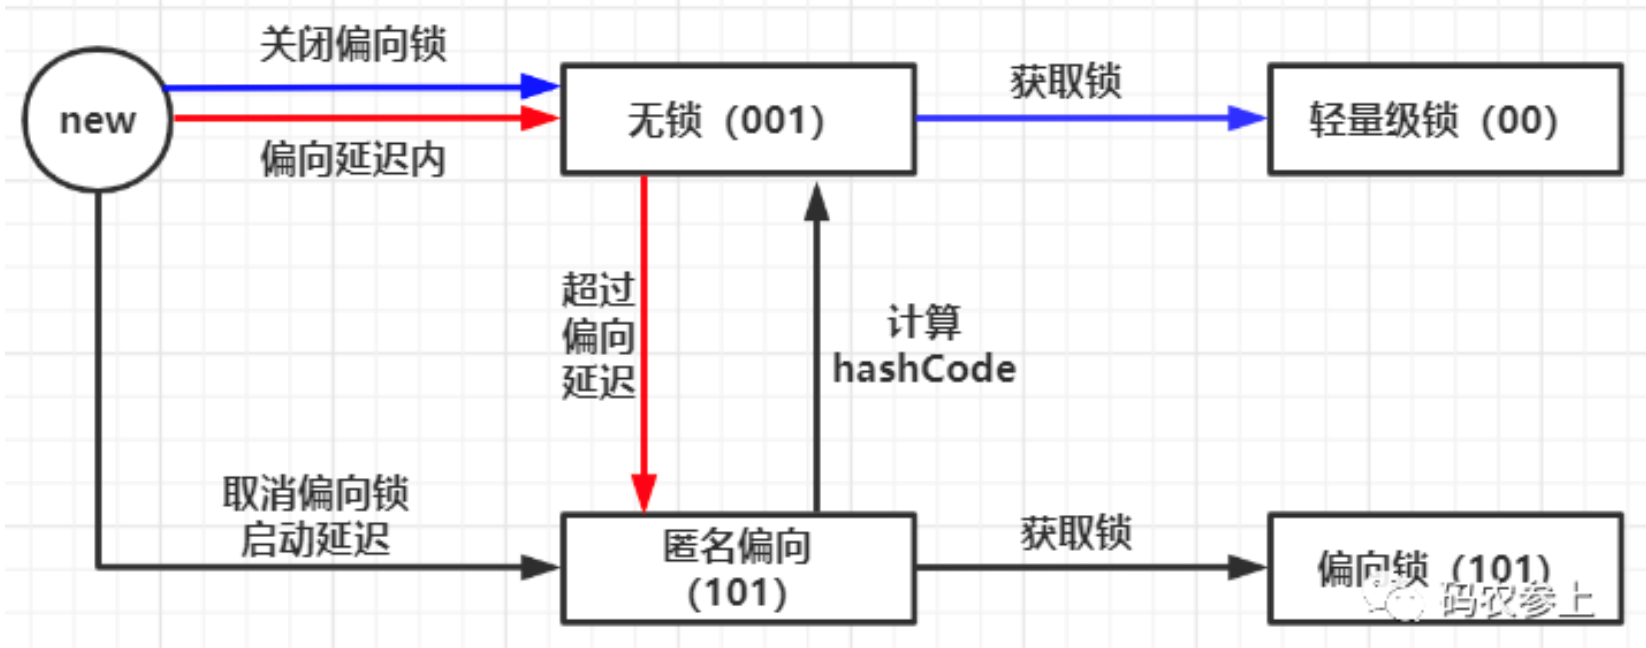 关闭偏向锁
new
偏向延迟内
无锁（001）
获取锁
轻量级锁（00）
超过
偏向
延迟
计算
hashCode
取消偏向锁
启动延迟
匿名偏向
（101）
获取锁
偏向锁（101）
码农参上